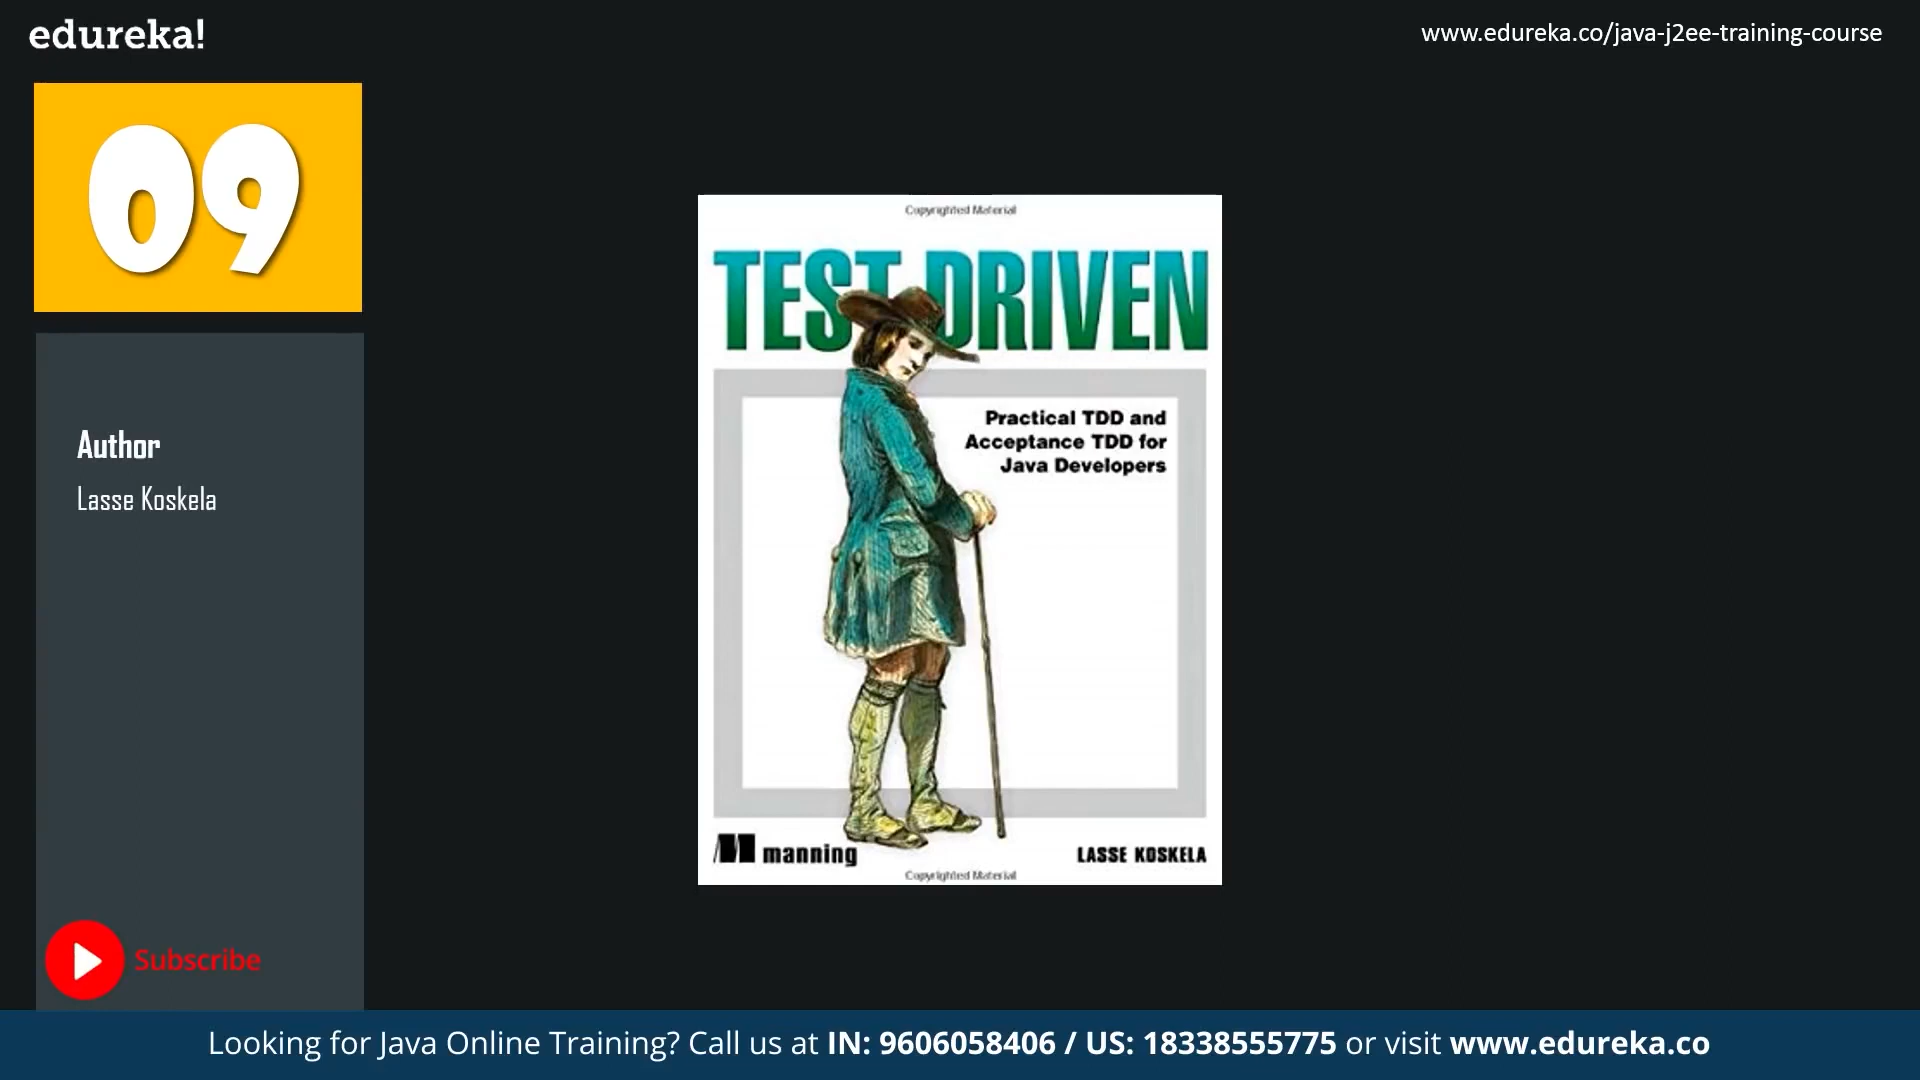 edureka!
www.edureka.co/java-j2ee-training-course
09
Author
Lasse Koskela
Subscribe
Copyrighted Material
TEST DRIVEN
Practical TDD and
Acceptance TDD for
Java Developers
manning
LASSE KOSKELA
Copyrighted Material
Looking for Java Online Training? Call us at IN: 9606058406 / US: 18338555775 or visit www.edureka.co